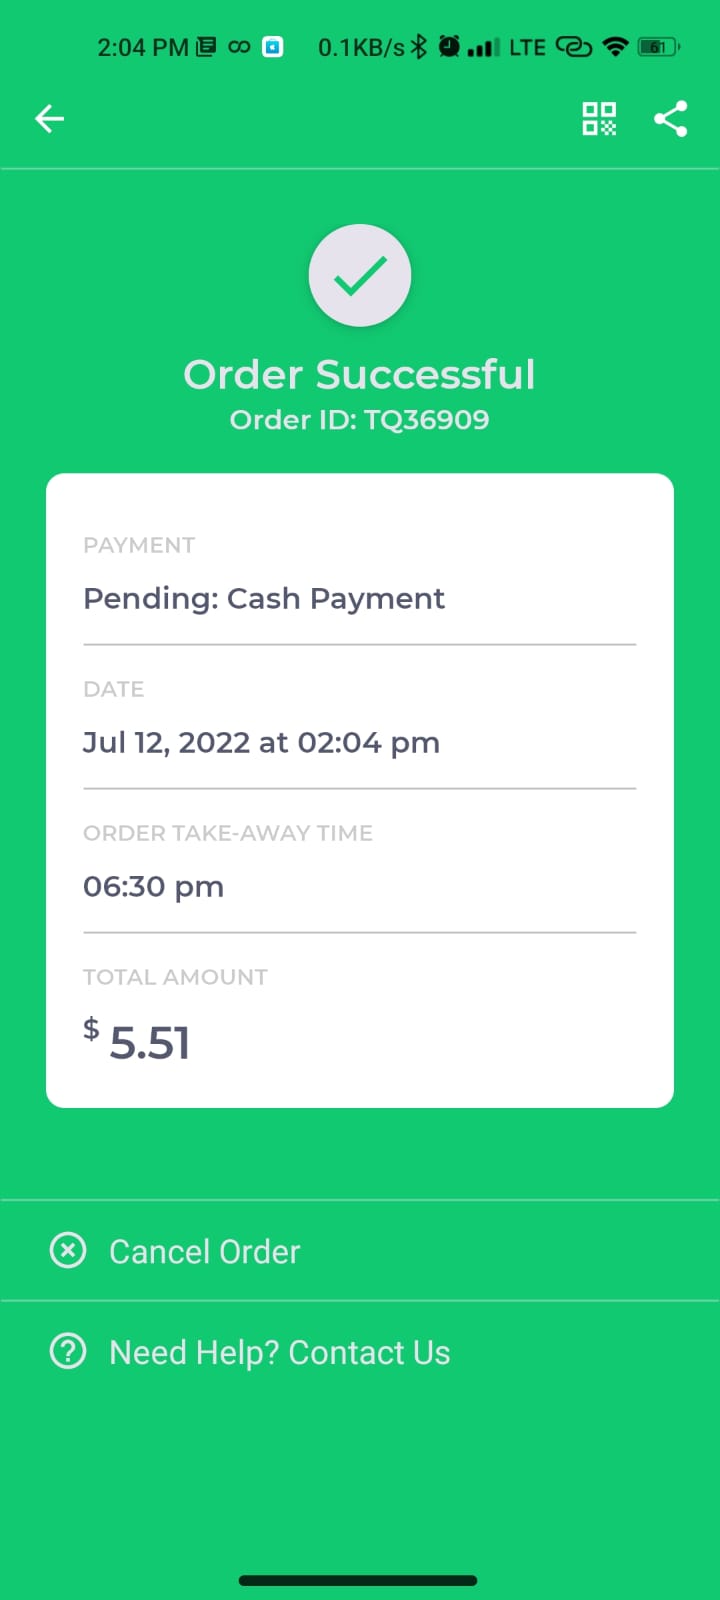 2:04 PM 0.1KB/s LTE 61
Order Successful
Order ID: TQ36909
PAYMENT
Pending: Cash Payment
DATE
Jul 12, 2022 at 02:04 pm
ORDER TAKE-AWAY TIME
06:30 pm
TOTAL AMOUNT
$ 5.51
Cancel Order
Need Help? Contact Us